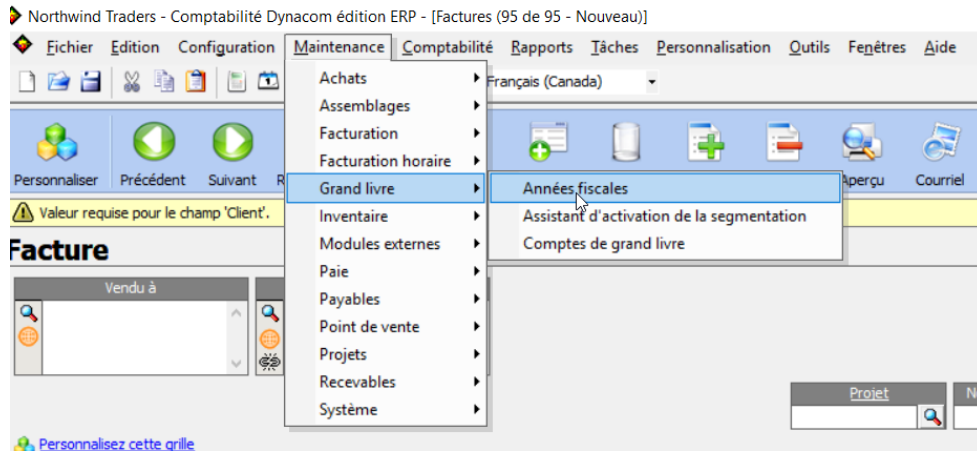 Northwind Traders - Comptabilité Dynacom édition ERP - [Factures (95 de 95 - Nouveau)]
Fichier Edition Configuration Maintenance Comptabilité Rapports Tâches Personnalisation Outils Fenêtres Aide
Français (Canada)
Personnaliser Précédent Suivant R Aperçu Courriel
Achats
Assemblages
Facturation
Facturation horaire
Grand livre
Inventaire
Modules externes
Paie
Payables
Point de vente
Projets
Recevables
Système
Années fiscales
Assistant d'activation de la segmentation
Comptes de grand livre
Valeur requise pour le champ 'Client'.
Facture
Vendu à
Projet N
Personnalisez cette grille